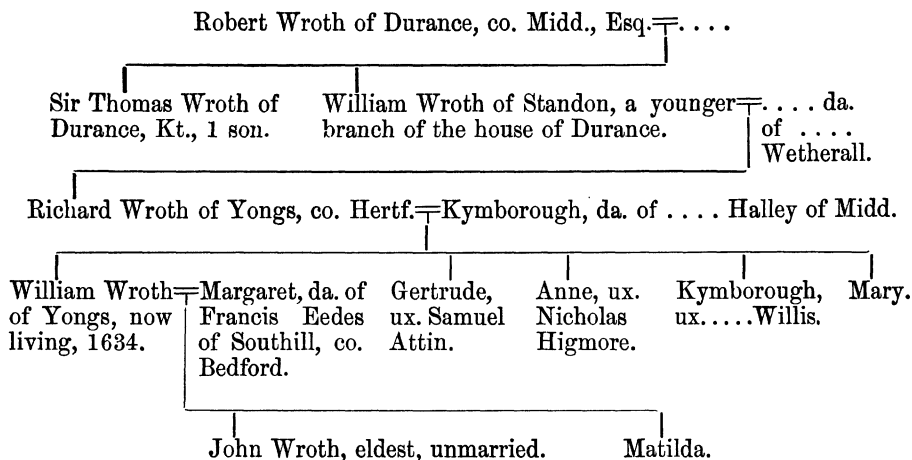 Robert Wroth of Durance, co. Midd., Esq.=. . . .
Sir Thomas Wroth of
Durance, Kt., 1 son.
William Wroth of Standon, a younger=. . . . da.
branch of the house of Durance.
of . . . .
Wetherall.
Richard Wroth of Yongs, co. Hertf.=Kymborough, da. of . . . . Halley of Midd.
William Wroth=
of Yongs, now
living, 1634.
Margaret, da. of
Francis Eedes
of Southill, co.
Bedford.
Gertrude,
ux. Samuel
Attin.
Anne, ux.
Nicholas
Higmore.
Kymborough,
ux.....Willis.
Mary.
John Wroth, eldest, unmarried.
Matilda.